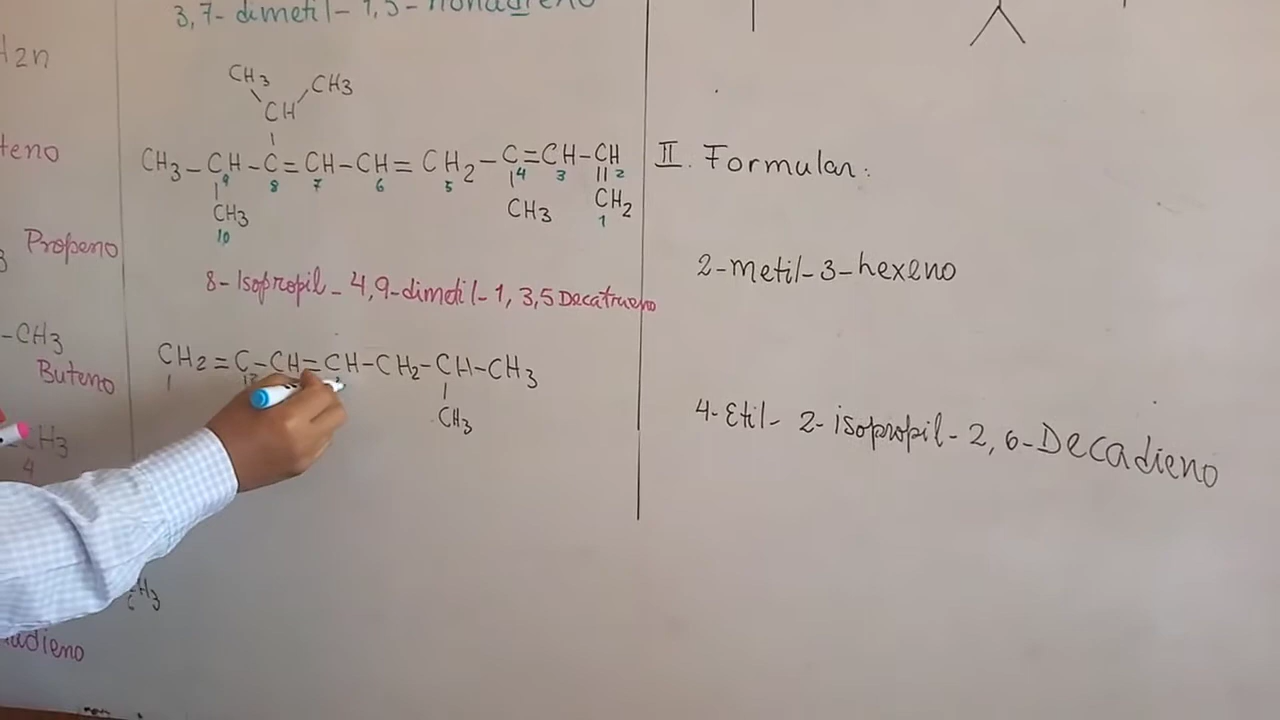 3,7-dimetil-1,5-nonadieno
H2n
teno
CH3 CH3
CH
CH3-CH-C=CH-CH=CH2-C=CH-CH
9 8 7 6 5 4 3 2
CH3 CH3 CH2
10 1
Propeno
8-Isopropil-4,9-dimetil-1,3,5 Decatrueno
-CH3
Buteno
CH2=C-CH=CH-CH2-CH-CH3
1
CH3
CH3
4
CH3
adieno
II. Formular:
2-metil-3-hexeno
4-Etil-2-isopropil-2,6-Decadieno